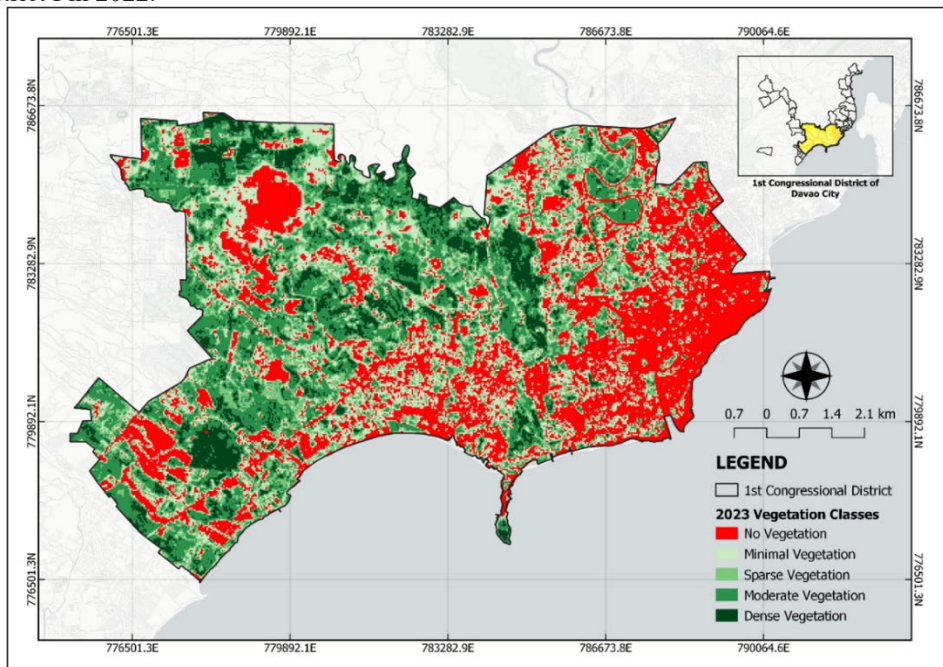 776501.3E 779892.1E 783282.9E 786673.8E 790064.6E
786673.8N 786673.8N
1st Congressional District of
Davao City
783282.9N 783282.9N
0.7 0 0.7 1.4 2.1 km
779892.1N 779892.1N
LEGEND
1st Congressional District
2023 Vegetation Classes
No Vegetation
Minimal Vegetation
Sparse Vegetation
Moderate Vegetation
Dense Vegetation
776501.3N 776501.3N
776501.3E 779892.1E 783282.9E 786673.8E 790064.6E